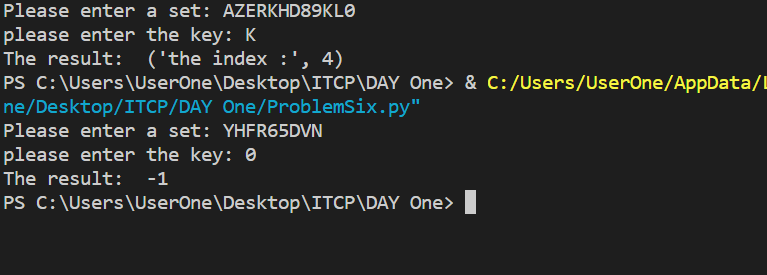 Please enter a set: AZERKHD89KL0
please enter the key: K
The result:  ('the index :', 4)
PS C:\Users\UserOne\Desktop\ITCP\DAY One> & C:/Users/UserOne/AppData/L
ne/Desktop/ITCP/DAY One/ProblemSix.py"
Please enter a set: YHFR65DVN
please enter the key: 0
The result:  -1
PS C:\Users\UserOne\Desktop\ITCP\DAY One>